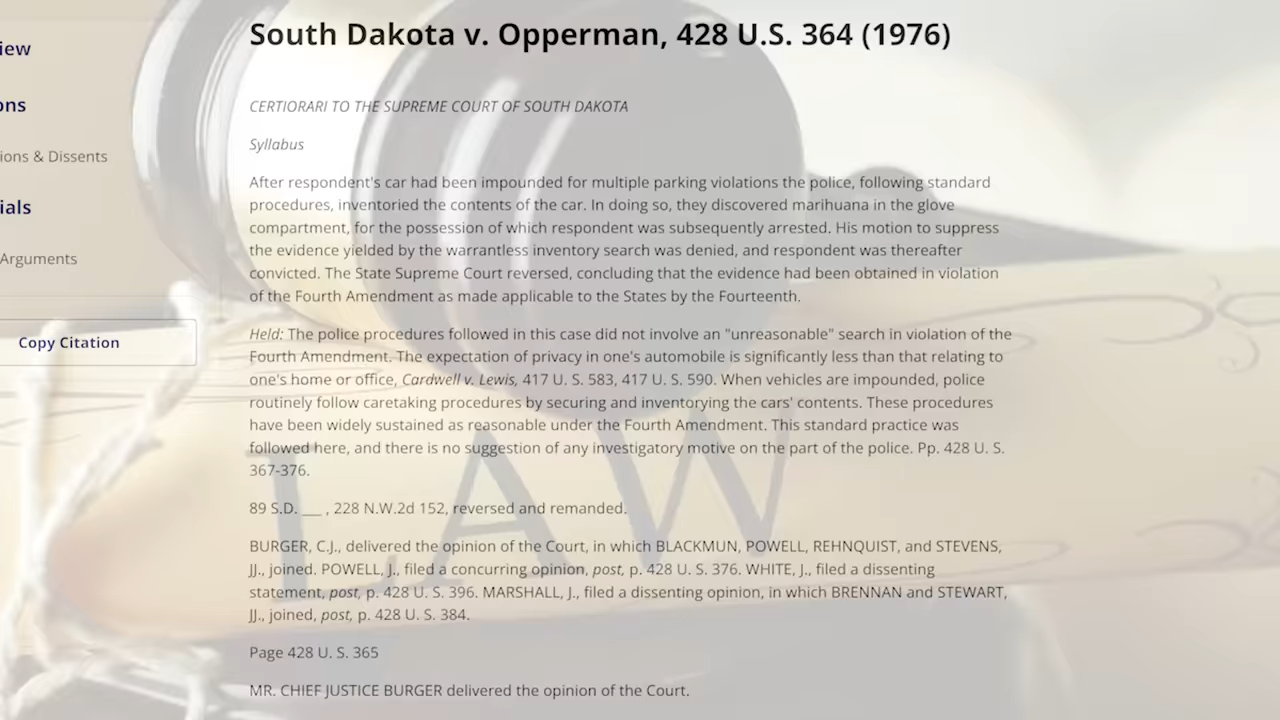 South Dakota v. Opperman, 428 U.S. 364 (1976)
iew
ons
ions & Dissents
ials
Arguments
Copy Citation
CERTIORARI TO THE SUPREME COURT OF SOUTH DAKOTA
Syllabus
After respondent's car had been impounded for multiple parking violations the police, following standard
procedures, inventoried the contents of the car. In doing so, they discovered marihuana in the glove
compartment, for the possession of which respondent was subsequently arrested. His motion to suppress
the evidence yielded by the warrantless inventory search was denied, and respondent was thereafter
convicted. The State Supreme Court reversed, concluding that the evidence had been obtained in violation
of the Fourth Amendment as made applicable to the States by the Fourteenth.
Held: The police procedures followed in this case did not involve an "unreasonable" search in violation of the
Fourth Amendment. The expectation of privacy in one's automobile is significantly less than that relating to
one's home or office, Cardwell v. Lewis, 417 U. S. 583, 417 U. S. 590. When vehicles are impounded, police
routinely follow caretaking procedures by securing and inventorying the cars' contents. These procedures
have been widely sustained as reasonable under the Fourth Amendment. This standard practice was
followed here, and there is no suggestion of any investigatory motive on the part of the police. Pp. 428 U. S.
367-376.
89 S.D. ___ , 228 N.W.2d 152, reversed and remanded.
BURGER, C.J., delivered the opinion of the Court, in which BLACKMUN, POWELL, REHNQUIST, and STEVENS,
JJ., joined. POWELL, J., filed a concurring opinion, post, p. 428 U. S. 376. WHITE, J., filed a dissenting
statement, post, p. 428 U. S. 396. MARSHALL, J., filed a dissenting opinion, in which BRENNAN and STEWART,
JJ., joined, post, p. 428 U. S. 384.
Page 428 U. S. 365
MR. CHIEF JUSTICE BURGER delivered the opinion of the Court.
LAW